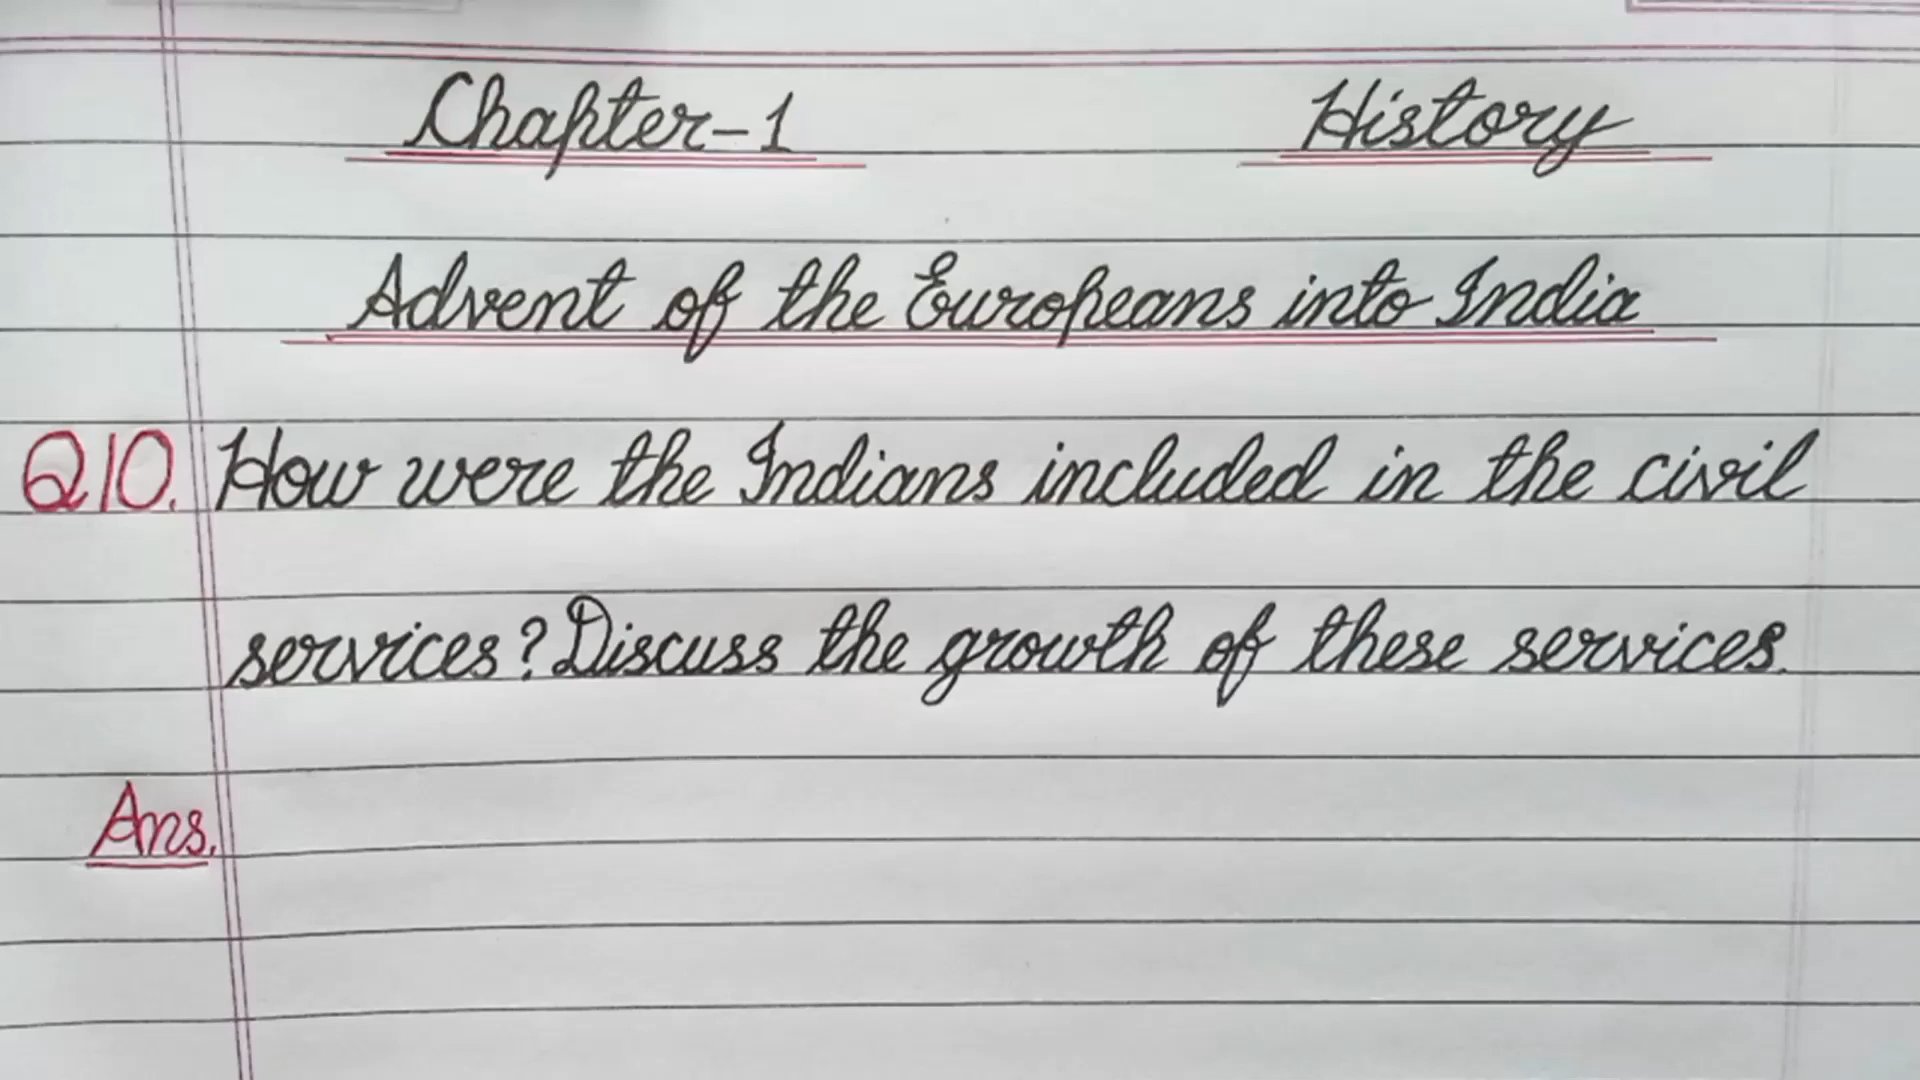 Chapter-1 History
Advent of the Europeans into India
Q10. How were the Indians included in the civil
services? Discuss the growth of these services.
Ans.